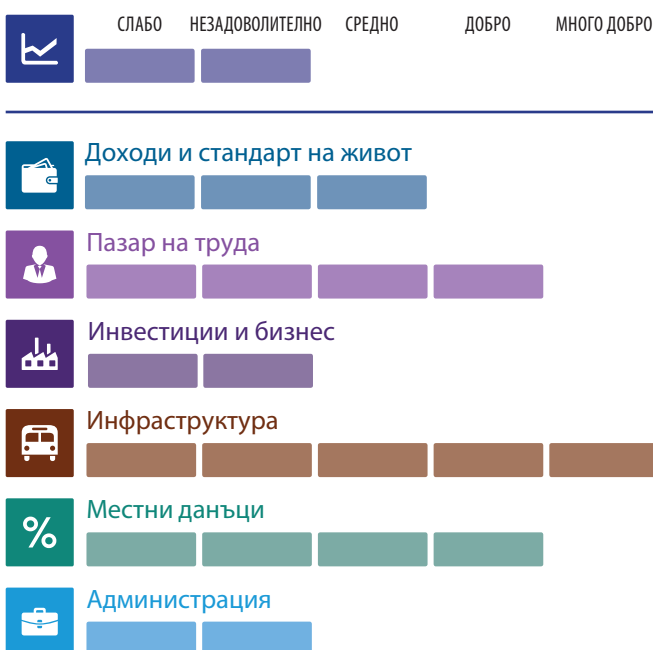 СЛАБО НЕЗАДОВОЛИТЕЛНО СРЕДНО ДОБРО МНОГО ДОБРО
Доходи и стандарт на живот
Пазар на труда
Инвестиции и бизнес
Инфраструктура
Местни данъци
%
Администрация